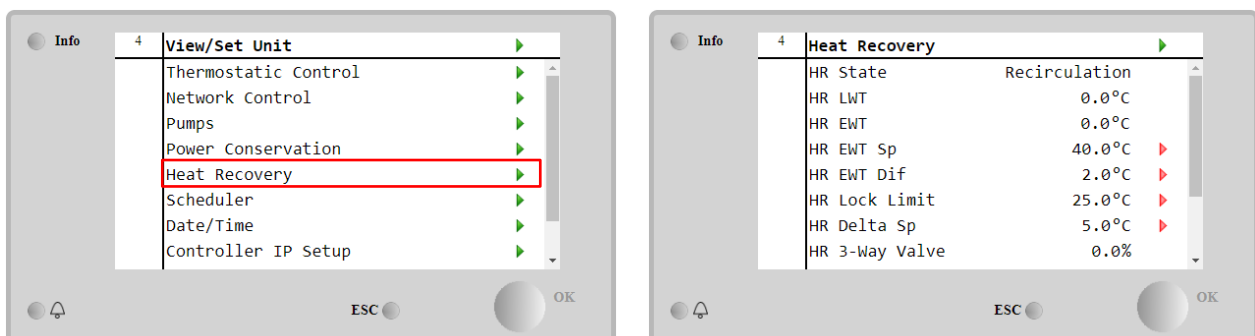 Info
4 View/Set Unit
Thermostatic Control
Network Control
Pumps
Power Conservation
Heat Recovery
Scheduler
Date/Time
Controller IP Setup
ESC
OK
Info
4 Heat Recovery
HR State Recirculation
HR LWT 0.0°C
HR EWT 0.0°C
HR EWT Sp 40.0°C
HR EWT Dif 2.0°C
HR Lock Limit 25.0°C
HR Delta Sp 5.0°C
HR 3-Way Valve 0.0%
ESC
OK